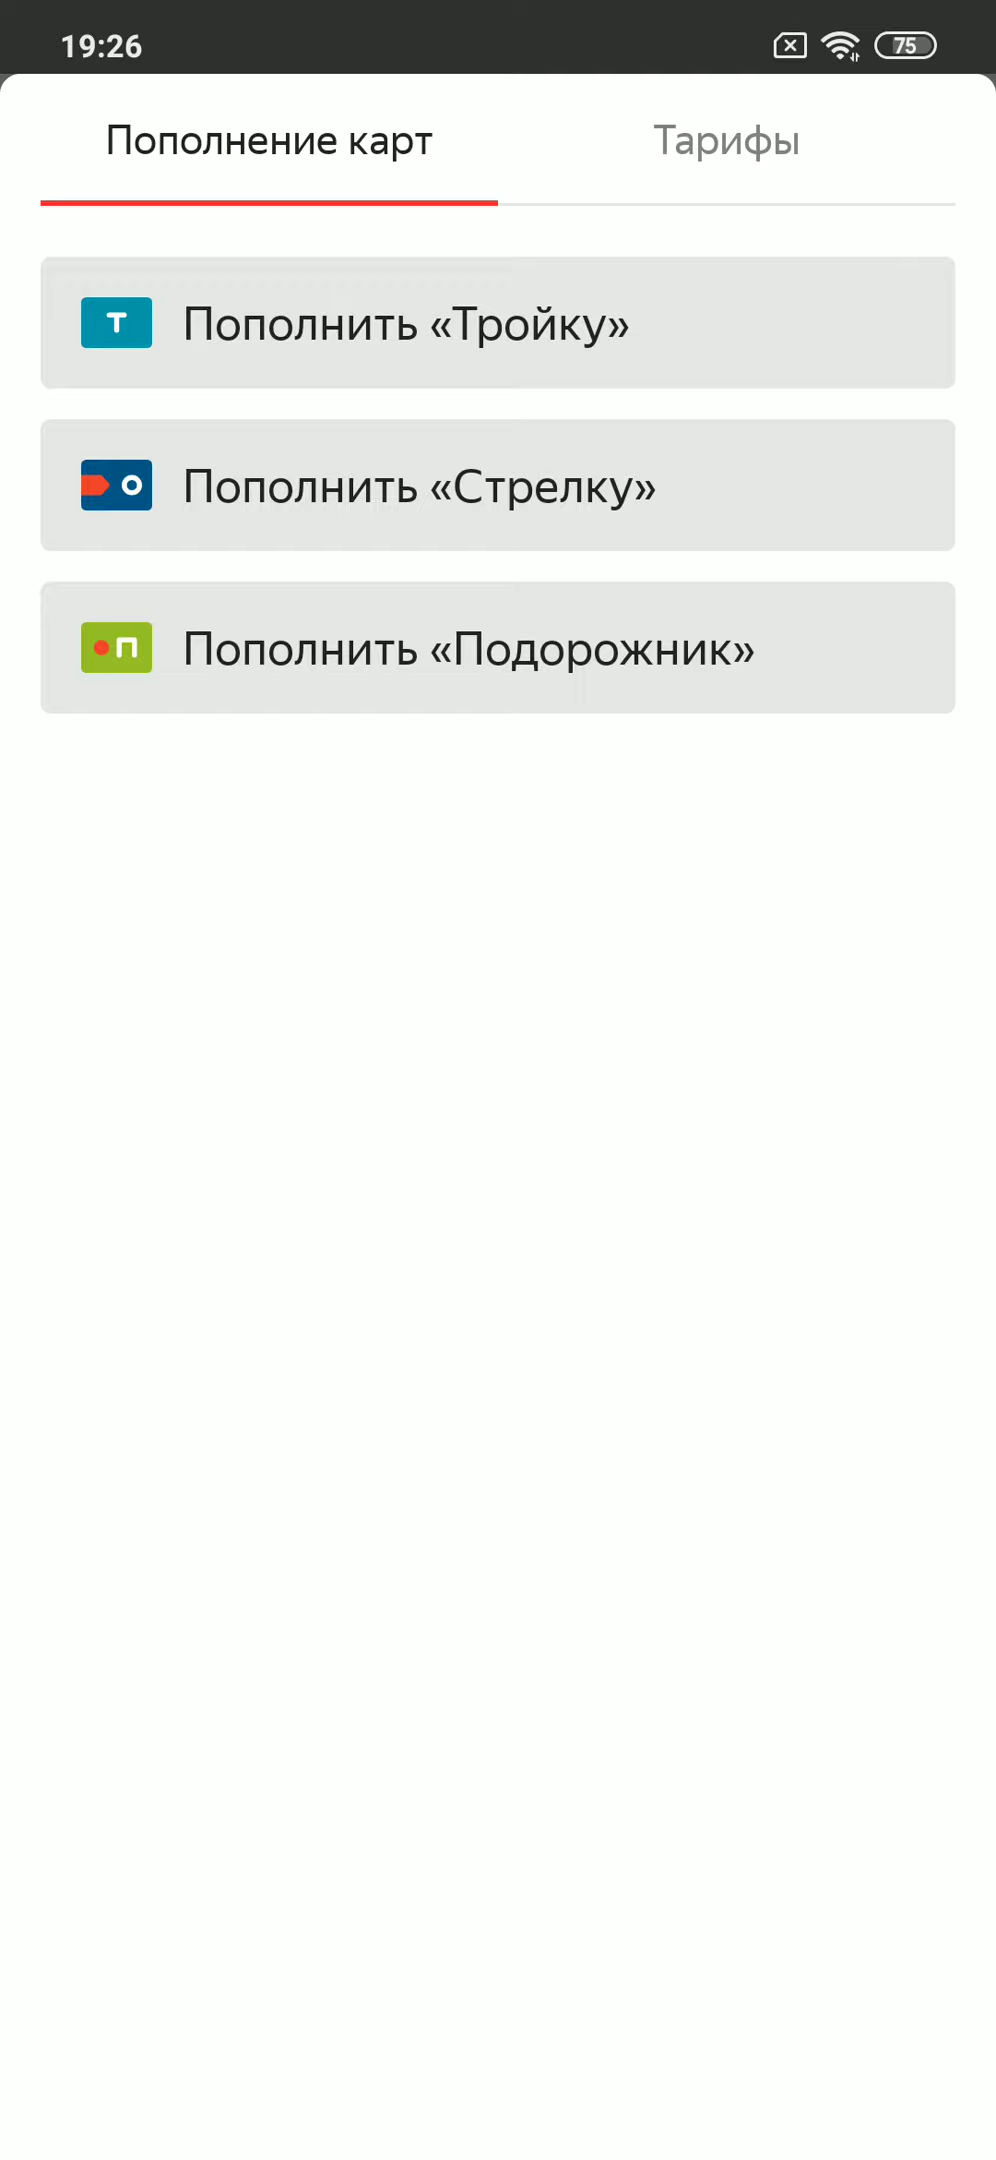 19:26
75
Пополнение карт
Тарифы
Т Пополнить «Тройку»
О Пополнить «Стрелку»
П Пополнить «Подорожник»